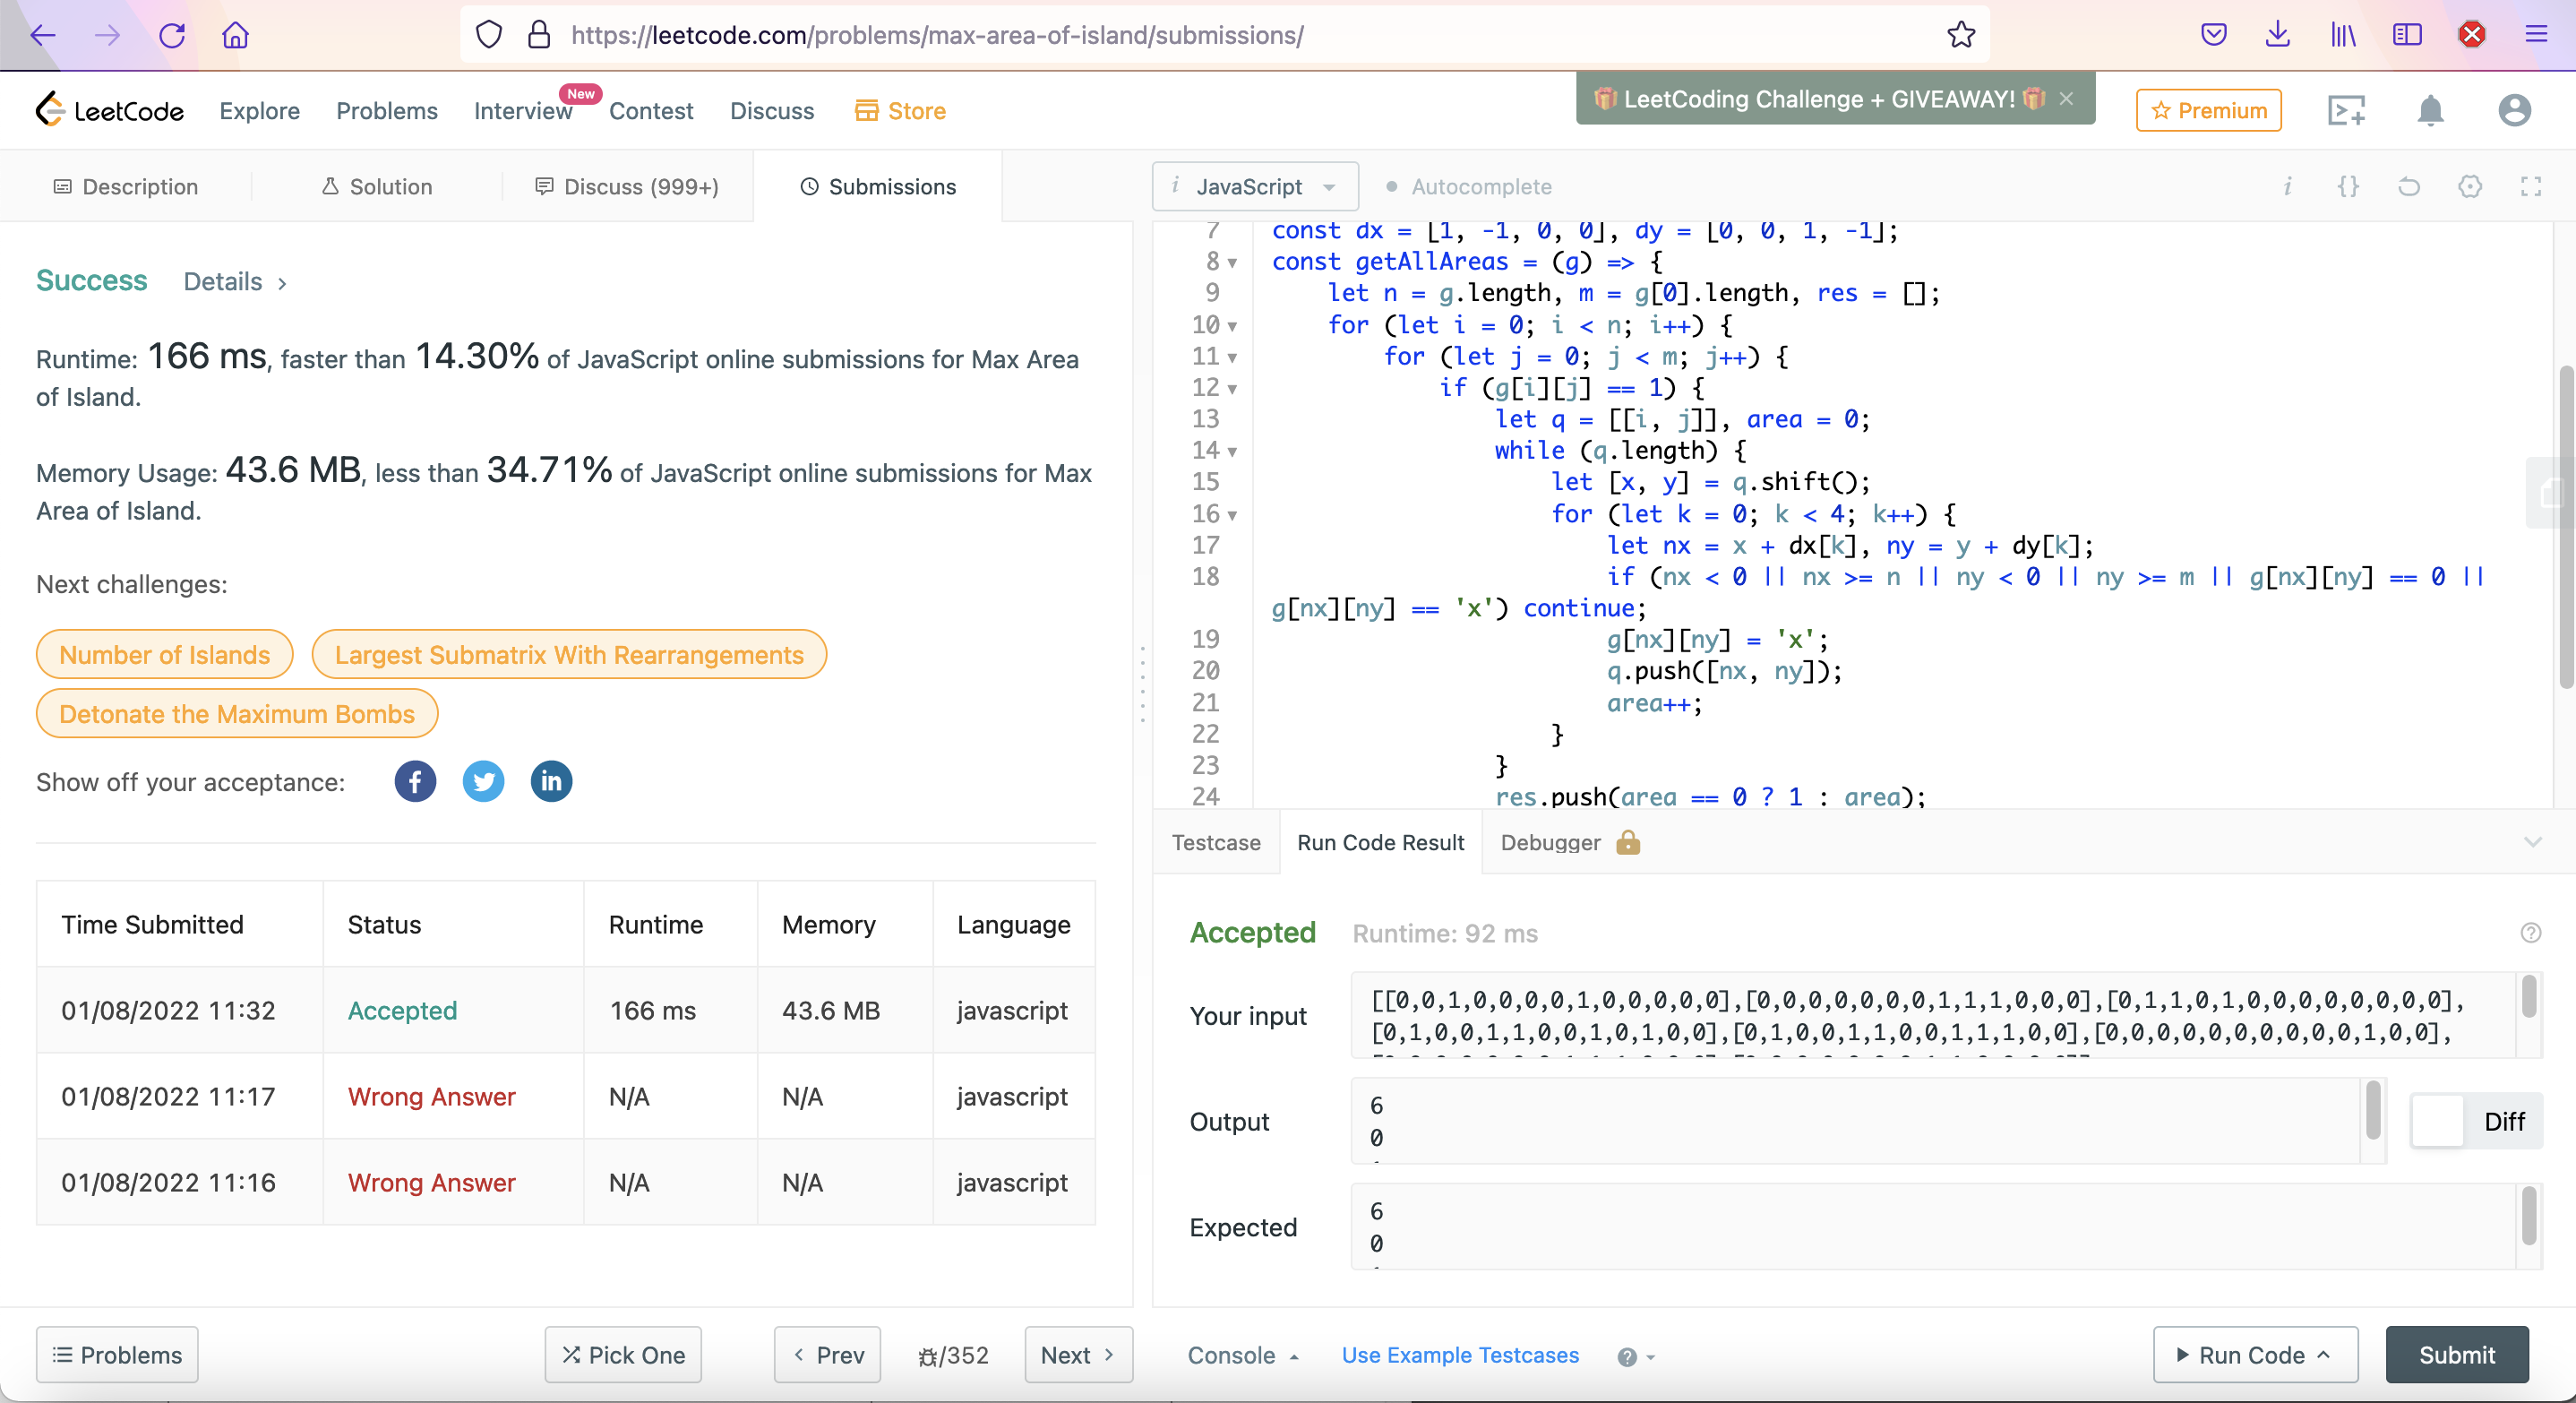 https://leetcode.com/problems/max-area-of-island/submissions/
LeetCode Explore Problems Interview New Contest Discuss Store
LeetCoding Challenge + GIVEAWAY!
Premium
Description
Solution
Discuss (999+)
Submissions
Success Details >
Runtime: 166 ms, faster than 14.30% of JavaScript online submissions for Max Area
of Island.
Memory Usage: 43.6 MB, less than 34.71% of JavaScript online submissions for Max
Area of Island.
Next challenges:
Number of Islands
Largest Submatrix With Rearrangements
Detonate the Maximum Bombs
Show off your acceptance:
Time Submitted Status Runtime Memory Language
01/08/2022 11:32 Accepted 166 ms 43.6 MB javascript
01/08/2022 11:17 Wrong Answer N/A N/A javascript
01/08/2022 11:16 Wrong Answer N/A N/A javascript
Problems
Pick One
< Prev
/352
Next >
i JavaScript
Autocomplete
7 const dx = [1, -1, 0, 0], dy = [0, 0, 1, -1];
8 const getAllAreas = (g) => {
9 let n = g.length, m = g[0].length, res = [];
10 for (let i = 0; i < n; i++) {
11 for (let j = 0; j < m; j++) {
12 if (g[i][j] == 1) {
13 let q = [[i, j]], area = 0;
14 while (q.length) {
15 let [x, y] = q.shift();
16 for (let k = 0; k < 4; k++) {
17 let nx = x + dx[k], ny = y + dy[k];
18 if (nx < 0 || nx >= n || ny < 0 || ny >= m || g[nx][ny] == 0 ||
g[nx][ny] == 'x') continue;
19 g[nx][ny] = 'x';
20 q.push([nx, ny]);
21 area++;
22 }
23 }
24 res.push(area == 0 ? 1 : area);
Testcase
Run Code Result
Debugger
Accepted Runtime: 92 ms
Your input
[[0,0,1,0,0,0,0,1,0,0,0,0,0],[0,0,0,0,0,0,0,1,1,1,0,0,0],[0,1,1,0,1,0,0,0,0,0,0,0,0],
[0,1,0,0,1,1,0,0,1,0,1,0,0],[0,1,0,0,1,1,0,0,1,1,1,0,0],[0,0,0,0,0,0,0,0,0,0,1,0,0],
Output
6
0
Diff
Expected
6
0
Console
Use Example Testcases
Run Code
Submit